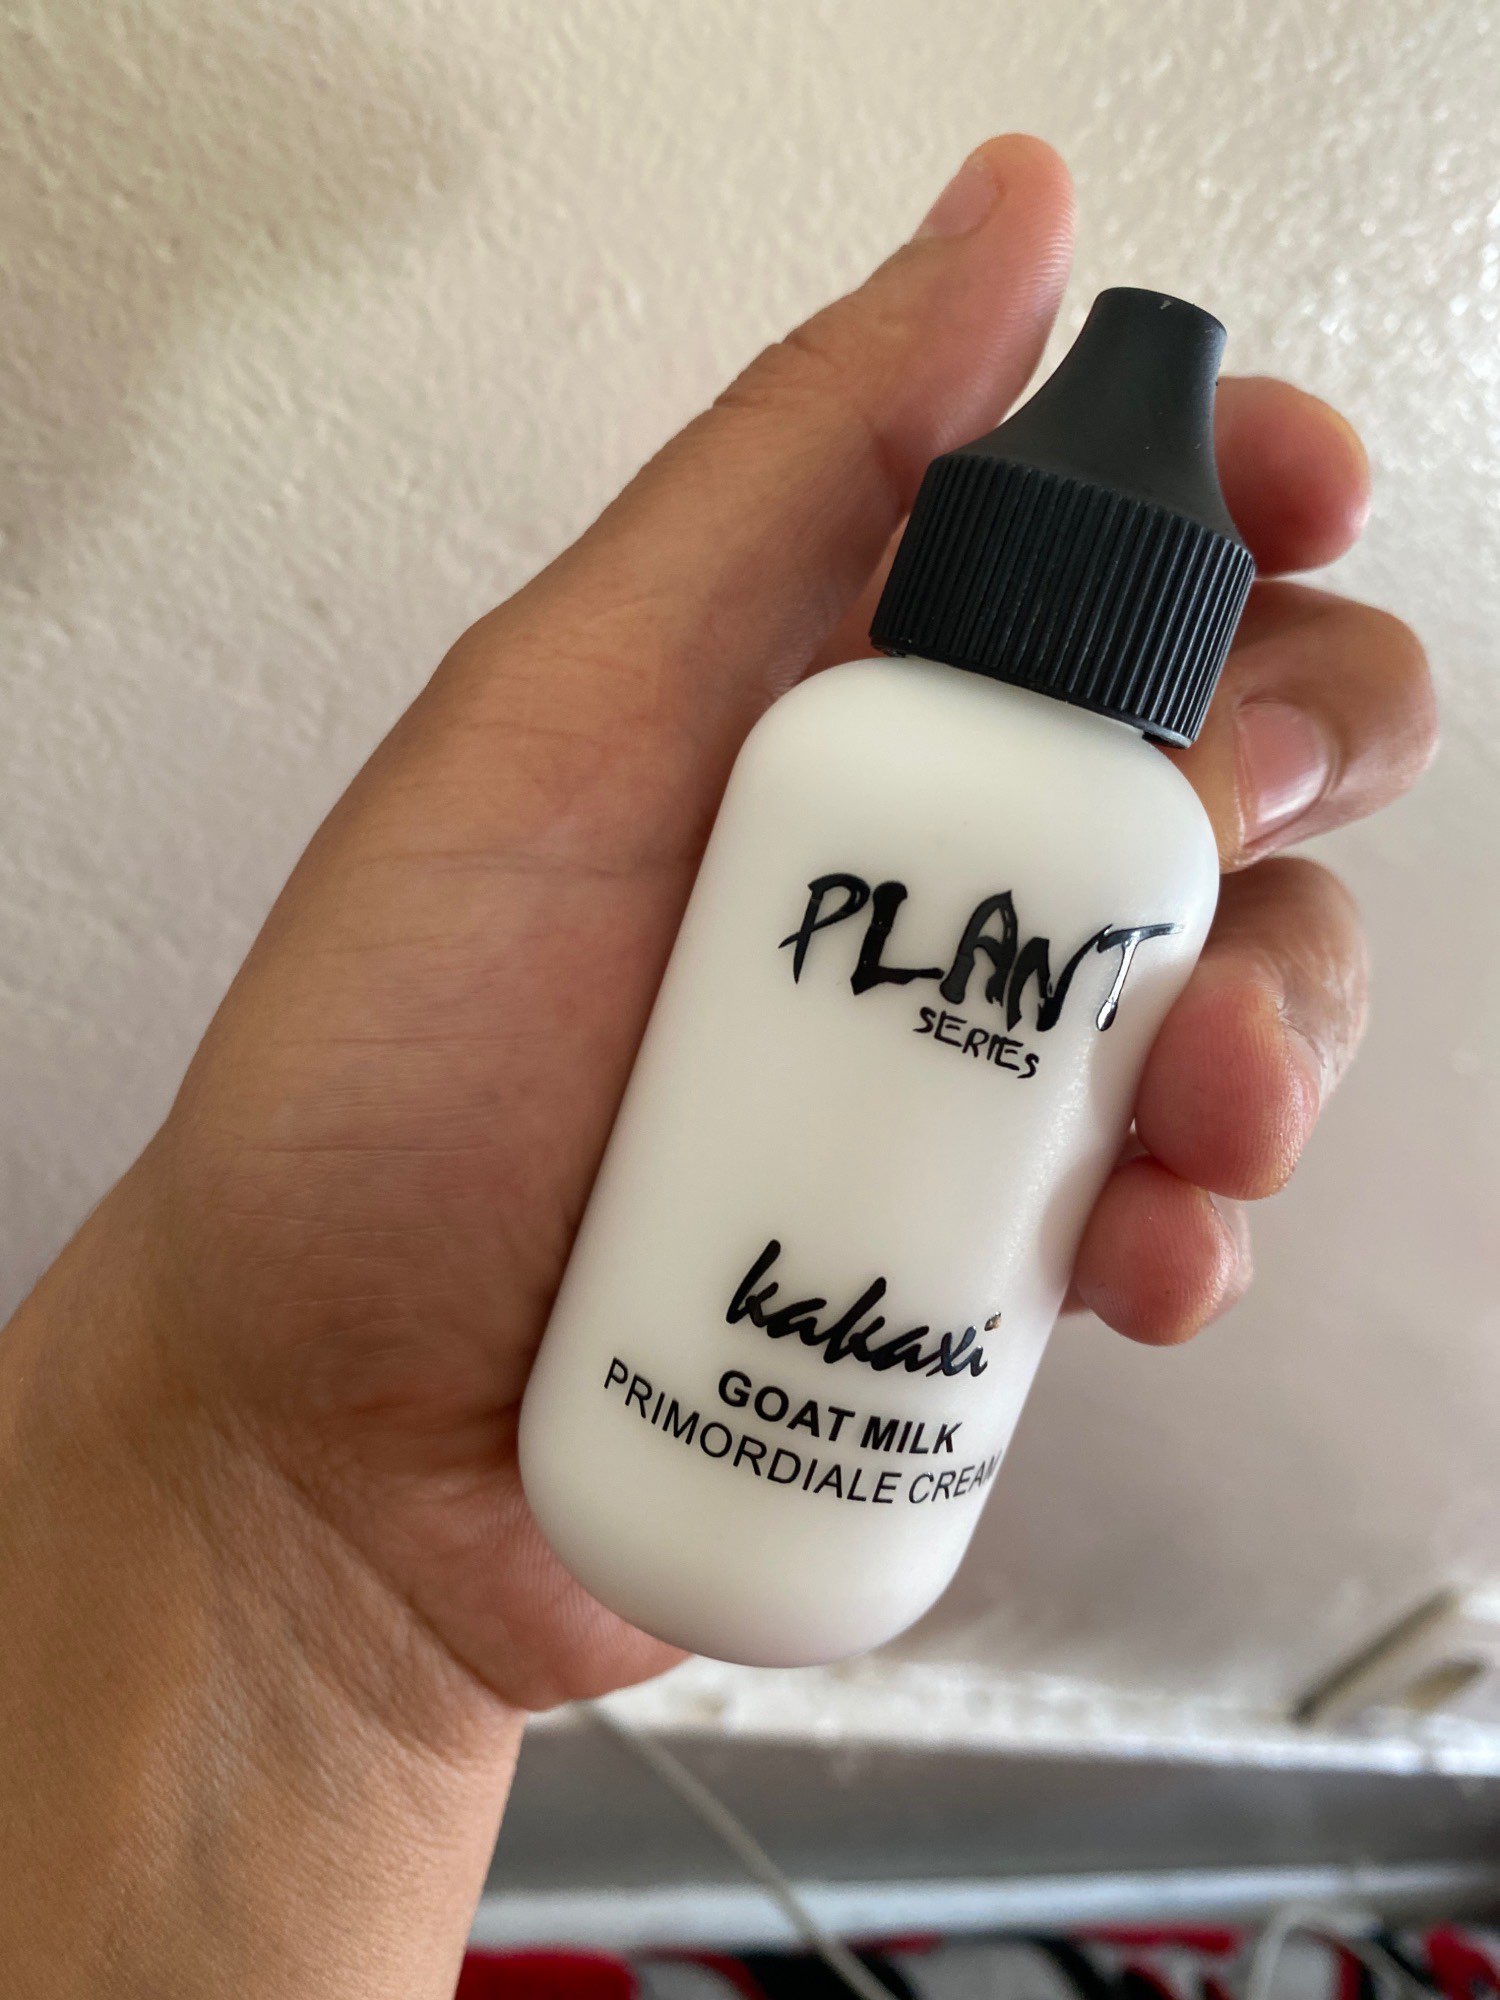 PLANT
SERIES
kakaxi
GOAT MILK
PRIMORDIALE CREAM